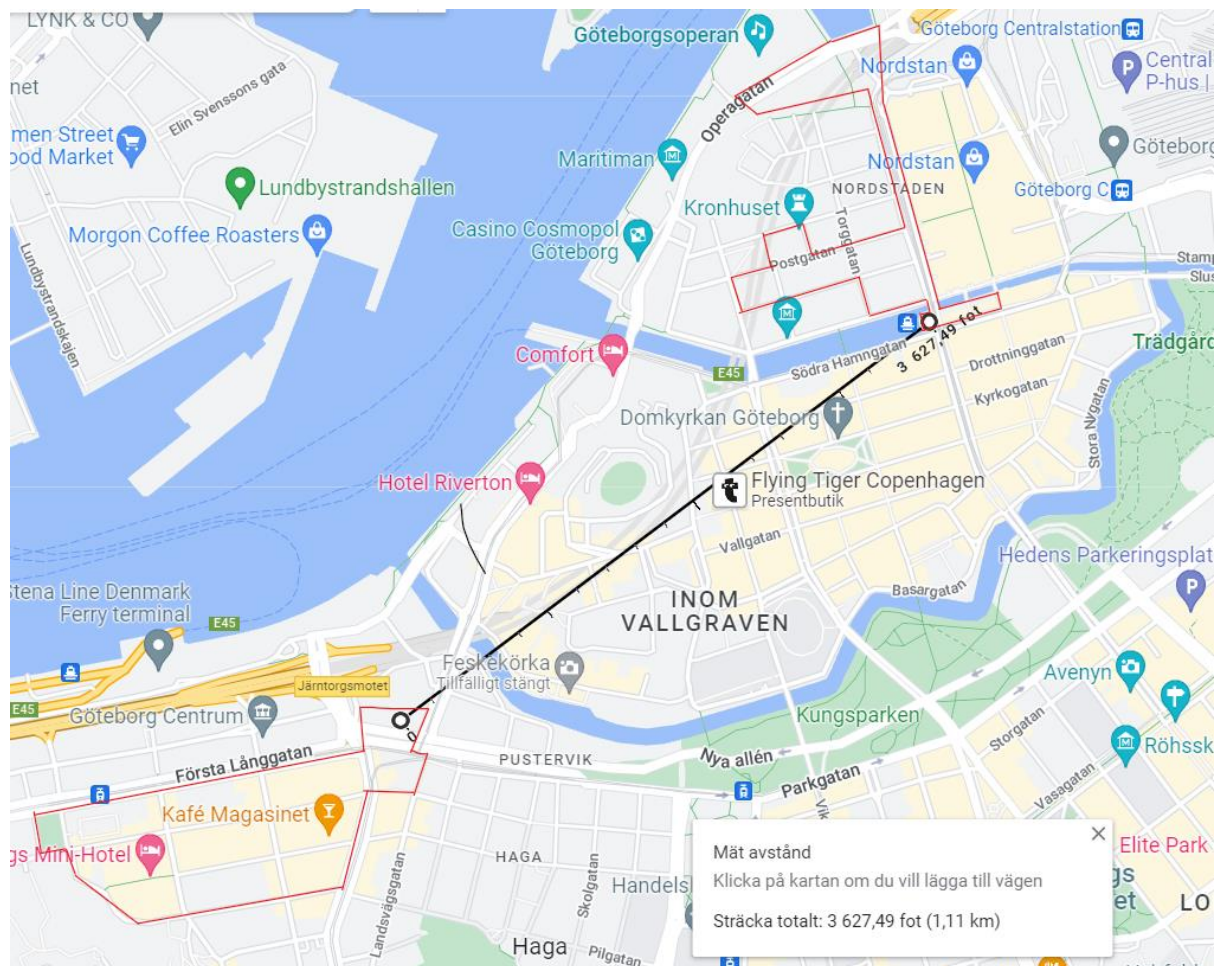 LYNK & CO
Göteborgsoperan
Göteborg Centralstation
Nordstan
Central
P-hus |
net
Elin Svenssons gata
Operagatan
men Street
ood Market
Maritiman
Nordstan
Göteborg
Lundbystrandshallen
NORDSTADEN
Göteborg C
Kronhuset
Torggatan
Morgon Coffee Roasters
Casino Cosmopol
Göteborg
Postgatan
Lundbystrandskajen
Stamp
Slus
Comfort
3 627,49 fot
Södra Hamngatan
E45
Drottninggatan
Trädgård
Kyrkogatan
Domkyrkan Göteborg
Stora Nygatan
Hotel Riverton
Flying Tiger Copenhagen
Presentbutik
Vallgatan
Hedens Parkeringsplat
Stena Line Denmark
Ferry terminal
Basargatan
INOM
VALLGRAVEN
E45
Feskekörka
Tillfälligt stängt
Avenyn
Järntorgsmotet
E45
Göteborg Centrum
0
Kungsparken
Storgatan
Röhssk
Första Långgatan
PUSTERVIK
Nya allén
Parkgatan
Vasagatan
Kafé Magasinet
Vik
gs Mini-Hotel
HAGA
Landsvägsgatan
Skolgatan
Handels
Mät avstånd
Klicka på kartan om du vill lägga till vägen
Sträcka totalt: 3 627,49 fot (1,11 km)
Elite Park
gs
et
LO
Haga
Pilgatan